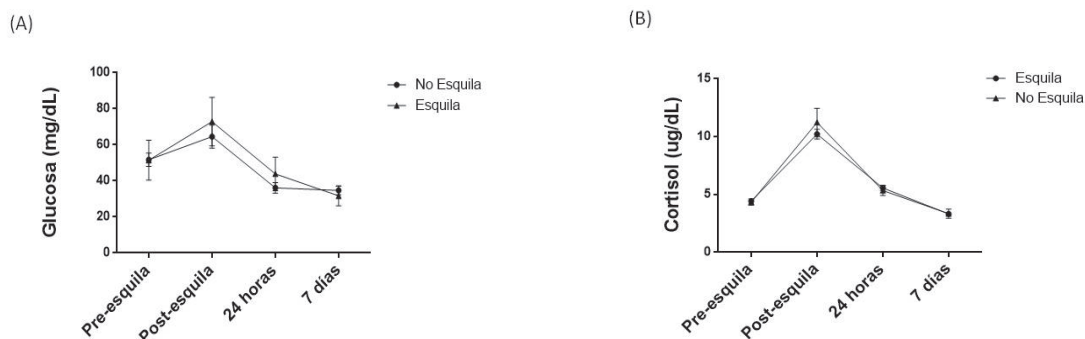 (A)
Glucosa (mg/dL)
100
80
60
40
20
0
Pre-esquila
Post-esquila
24 horas
7 días
No Esquila
Esquila
(B)
Cortisol (ug/dL)
15
10
5
0
Pre-esquila
Post-esquila
24 horas
7 días
Esquila
No Esquila